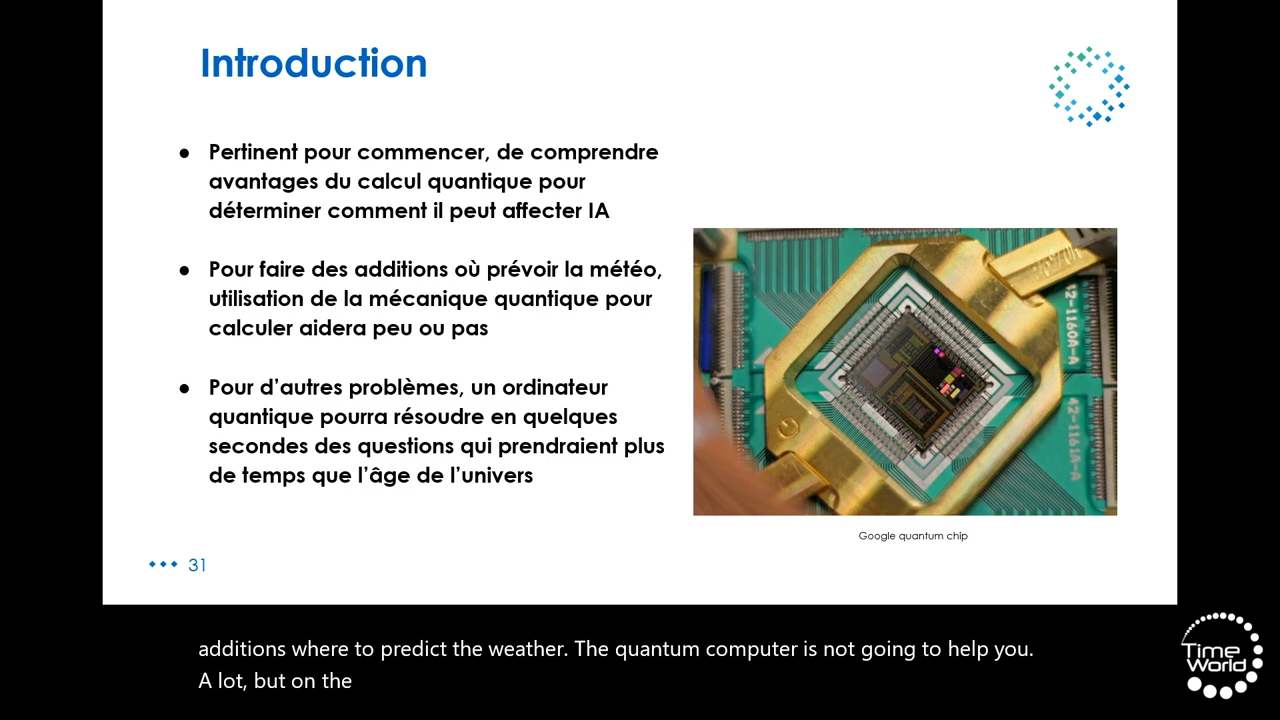 Introduction
● Pertinent pour commencer, de comprendre
avantages du calcul quantique pour
déterminer comment il peut affecter IA
● Pour faire des additions où prévoir la météo,
utilisation de la mécanique quantique pour
calculer aidera peu ou pas
● Pour d’autres problèmes, un ordinateur
quantique pourra résoudre en quelques
secondes des questions qui prendraient plus
de temps que l’âge de l’univers
42-1161A-A
Google quantum chip
31
additions where to predict the weather. The quantum computer is not going to help you.
A lot, but on the
Time
World